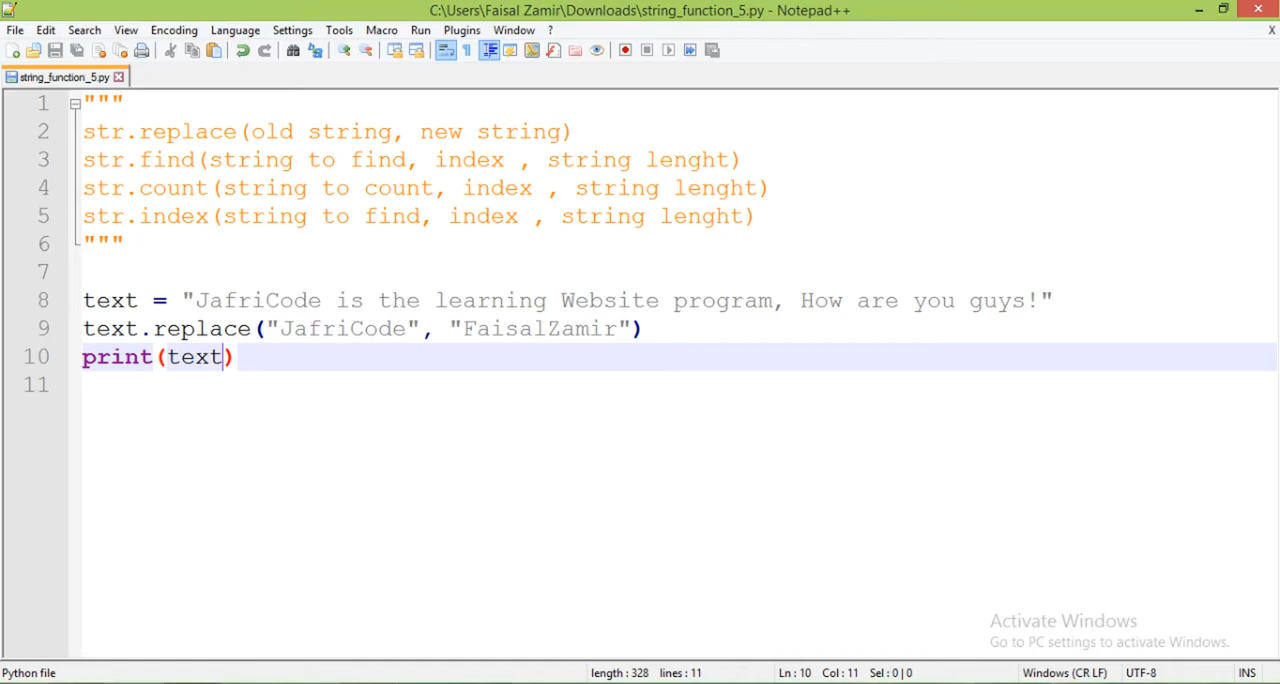 C:\Users\Faisal Zamir\Downloads\string_function_5.py - Notepad++
File Edit Search View Encoding Language Settings Tools Macro Run Plugins Window ? X
string_function_5.py
1 """
2 str.replace(old string, new string)
3 str.find(string to find, index , string lenght)
4 str.count(string to count, index , string lenght)
5 str.index(string to find, index , string lenght)
6 """
7
8 text = "JafriCode is the learning Website program, How are you guys!"
9 text.replace("JafriCode", "FaisalZamir")
10 print(text)
11
Activate Windows
Go to PC settings to activate Windows.
Python file length : 328 lines : 11 Ln : 10 Col : 11 Sel : 0 | 0 Windows (CR LF) UTF-8 INS